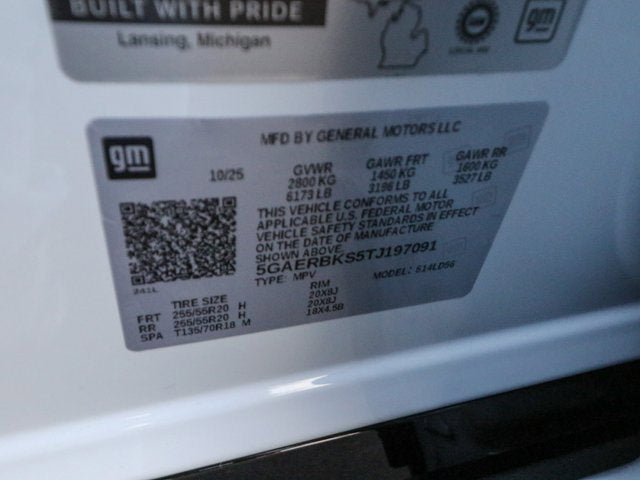 BUILT WITH PRIDE
Lansing, Michigan
gm
gm
MFD BY GENERAL MOTORS LLC
10/25
GVWR
2800 KG
6173 LB
GAWR FRT
1450 KG
3196 LB
GAWR RR
1600 KG
3527 LB
THIS VEHICLE CONFORMS TO ALL
APPLICABLE U.S. FEDERAL MOTOR
VEHICLE SAFETY STANDARDS IN EFFECT
ON THE DATE OF MANUFACTURE
SHOWN ABOVE.
5GAERBKS5TJ197091
TYPE: MPV
MODEL: S14LD56
241L
TIRE SIZE RIM
FRT 255/55R20 H 20X8J
RR 255/55R20 H 20X8J
SPA T135/70R18 M 18X4.5B